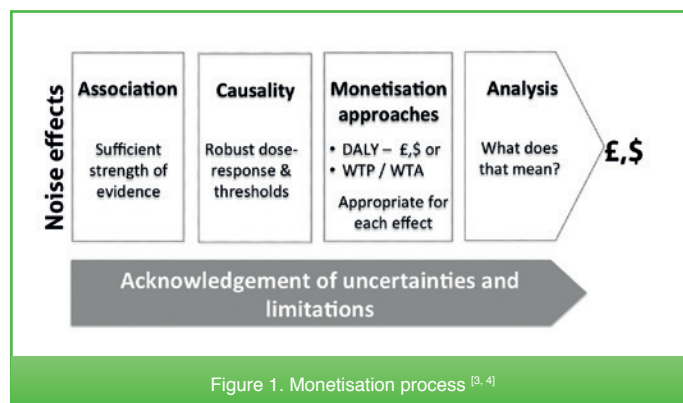 Noise effects
Association
Sufficient
strength of
evidence
Causality
Robust dose-
response &
thresholds
Monetisation
approaches
• DALY – £,$ or
• WTP / WTA
Appropriate for
each effect
Analysis
What does
that mean?
£,$
Acknowledgement of uncertainties and
limitations
Figure 1. Monetisation process [3, 4]